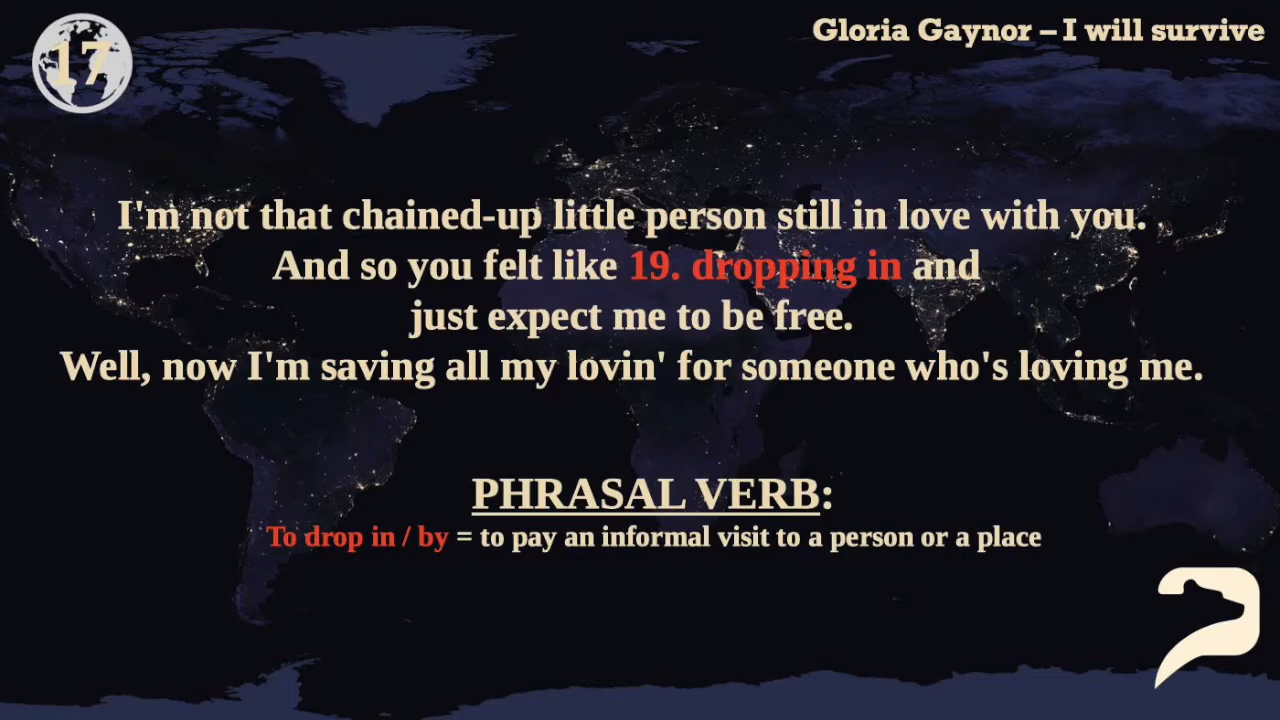 17
Gloria Gaynor – I will survive
I'm not that chained-up little person still in love with you.
And so you felt like 19. dropping in and
just expect me to be free.
Well, now I'm saving all my lovin' for someone who's loving me.
PHRASAL VERB:
To drop in / by = to pay an informal visit to a person or a place